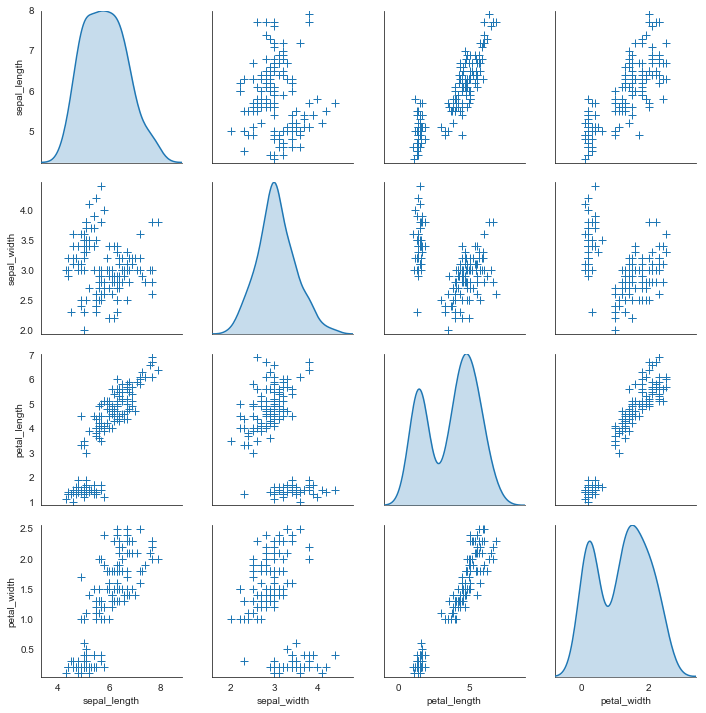 8
7
6
5
sepal_length
4.0
3.5
3.0
2.5
2.0
sepal_width
7
6
5
4
3
2
1
petal_length
2.5
2.0
1.5
1.0
0.5
petal_width
4 6 8
sepal_length
2 3 4
sepal_width
0 5
petal_length
0 2
petal_width